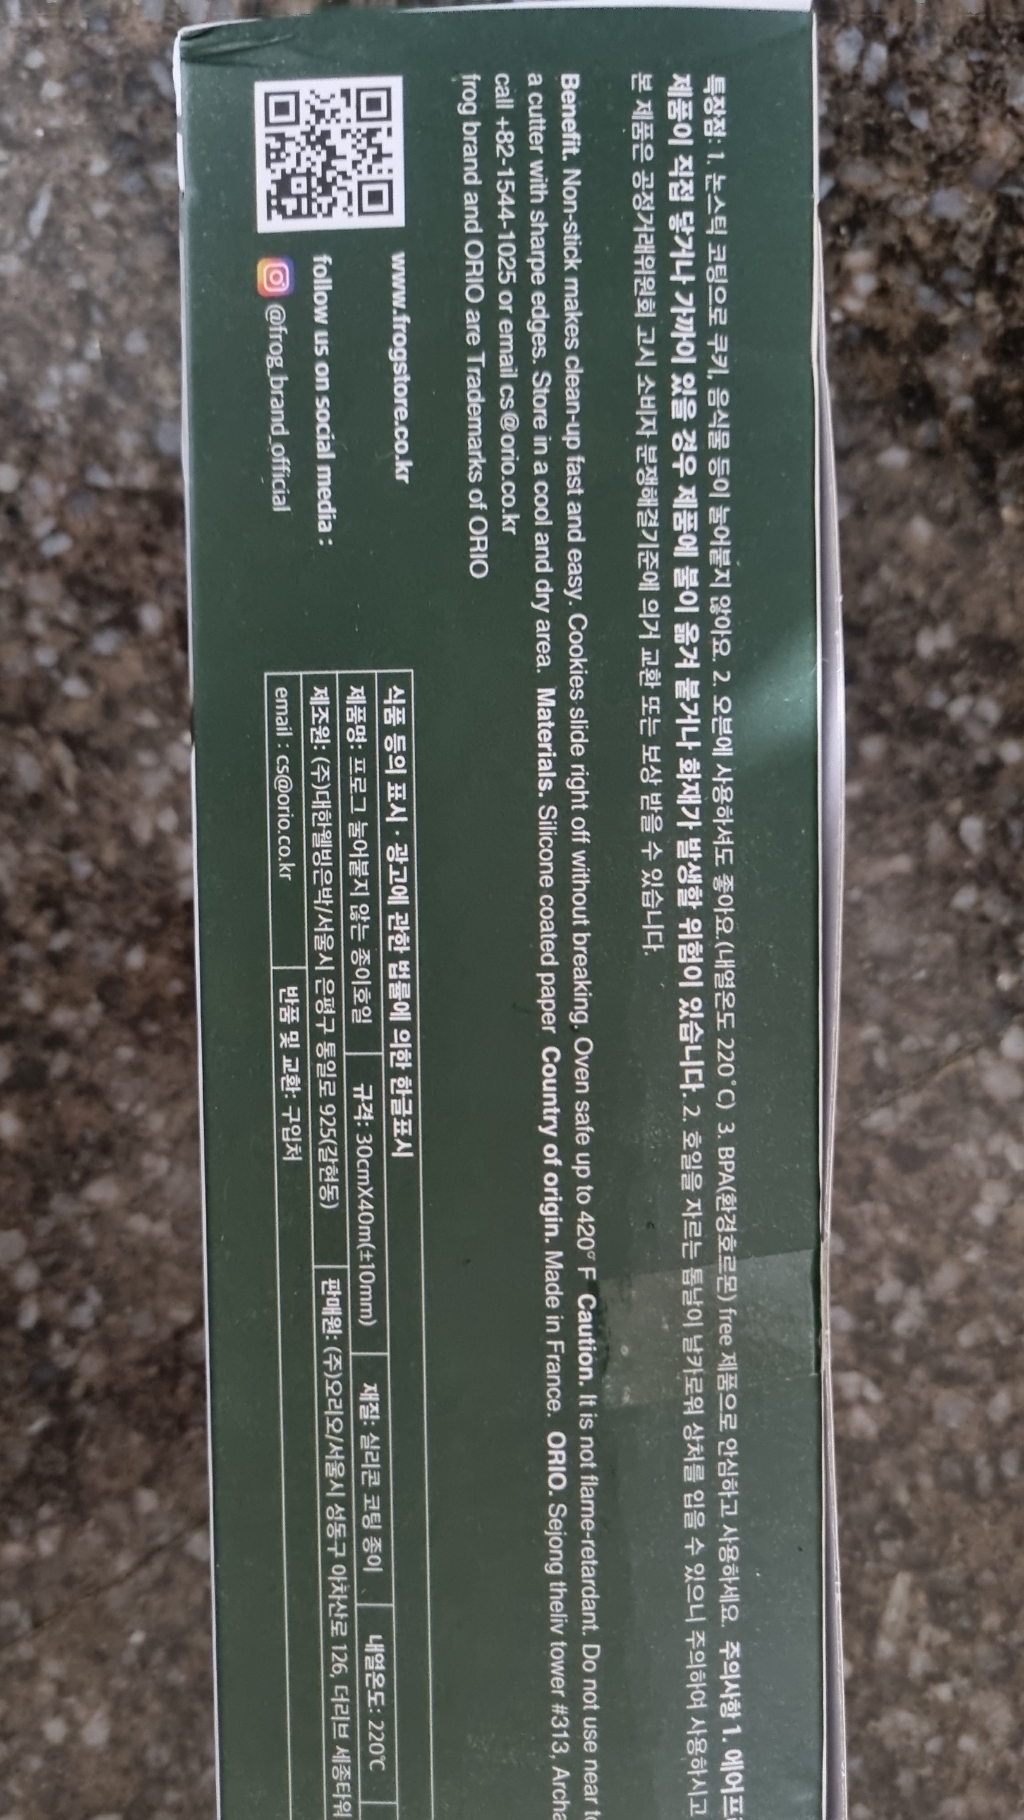 특장점: 1. 논스틱 코팅으로 쿠키, 음식물 등이 눌어붙지 않아요. 2. 오븐에 사용하셔도 좋아요.(내열온도 220˚C) 3. BPA(환경호르몬) free 제품으로 안심하고 사용하세요. 주의사항 1. 에어프
제품이 직접 닿거나 가까이 있을 경우 제품에 불이 옮겨 붙거나 화재가 발생할 위험이 있습니다. 2. 호일을 자르는 톱날이 날카로워 상처를 입을 수 있으니 주의하여 사용하시고
본 제품은 공정거래위원회 고시 소비자 분쟁해결기준에 의거 교환 또는 보상 받을 수 있습니다.
Benefit. Non-stick makes clean-up fast and easy. Cookies slide right off without breaking. Oven safe up to 420° F Caution. It is not flame-retardant. Do not use near
a cutter with sharpe edges. Store in a cool and dry area. Materials. Silicone coated paper Country of origin. Made in France. ORIO. Sejong theliv tower #313, Archa
call +82-1544-1025 or email cs@orio.co.kr
frog brand and ORIO are Trademarks of ORIO
www.frogstore.co.kr
follow us on social media :
@frog_brand_official
식품 등의 표시 · 광고에 관한 법률에 의한 한글표시
제품명: 프로그 눌어붙지 않는 종이호일 규격: 30cmX40m(±10mm) 재질: 실리콘 코팅 종이 내열온도: 220℃
제조원: (주)대한웰빙은박/서울시 은평구 통일로 925(갈현동) 판매원: (주)오리오/서울시 성동구 아차산로 126, 더리브 세종타워
email : cs@orio.co.kr 반품 및 교환: 구입처